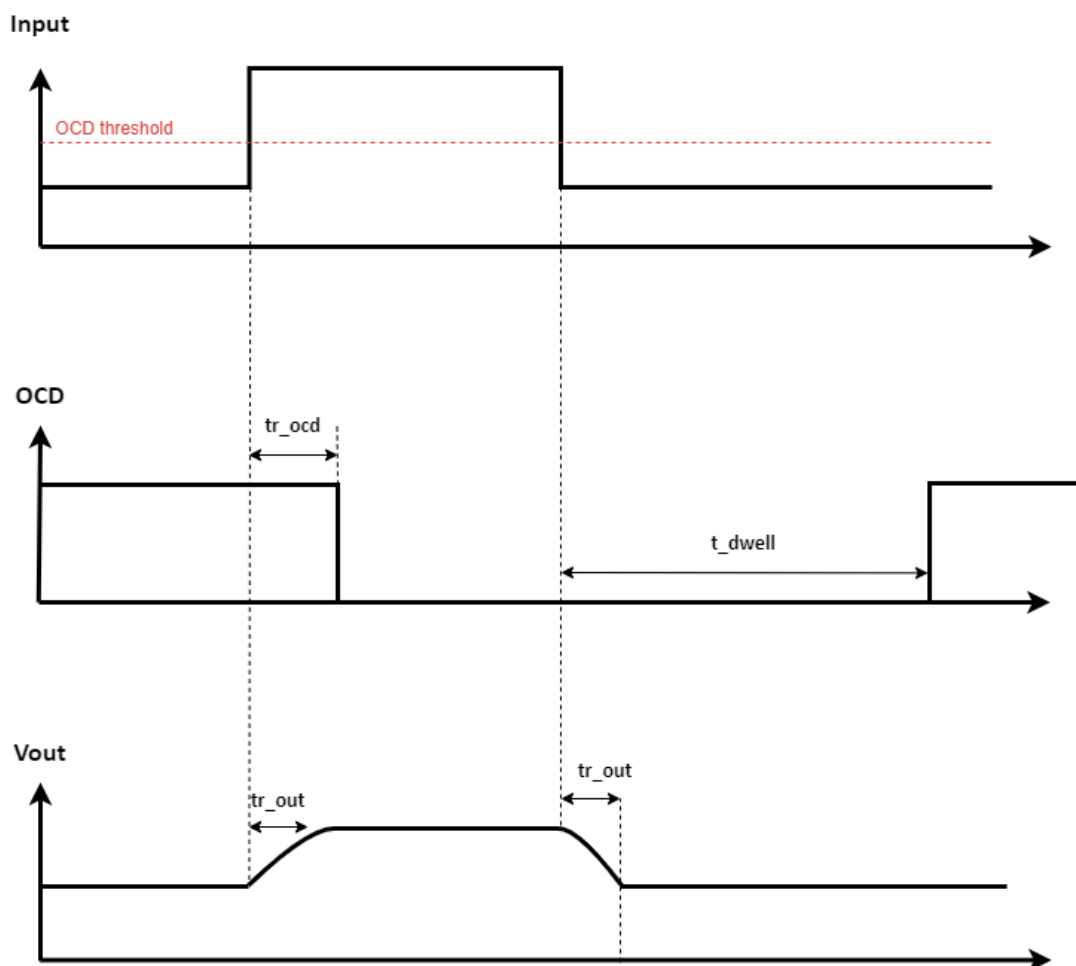 Input
OCD threshold
OCD
tr_ocd
t_dwell
Vout
tr_out
tr_out